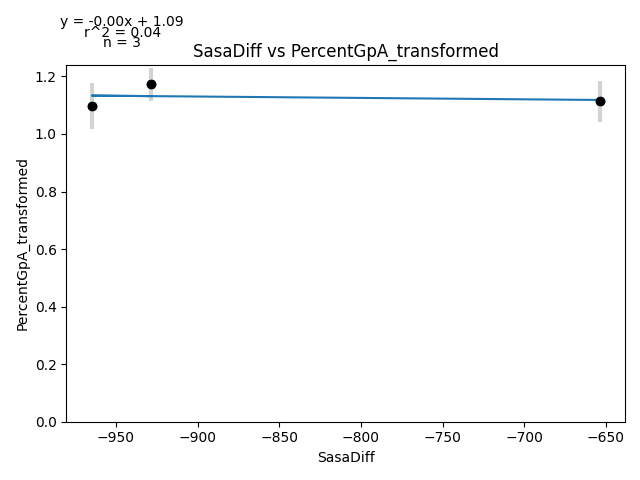 y = -0.00x + 1.09
r^2 = 0.04
n = 3
SasaDiff vs PercentGpA_transformed
PercentGpA_transformed
1.2
1.0
0.8
0.6
0.4
0.2
0.0
−950
−900
−850
−800
−750
−700
−650
SasaDiff